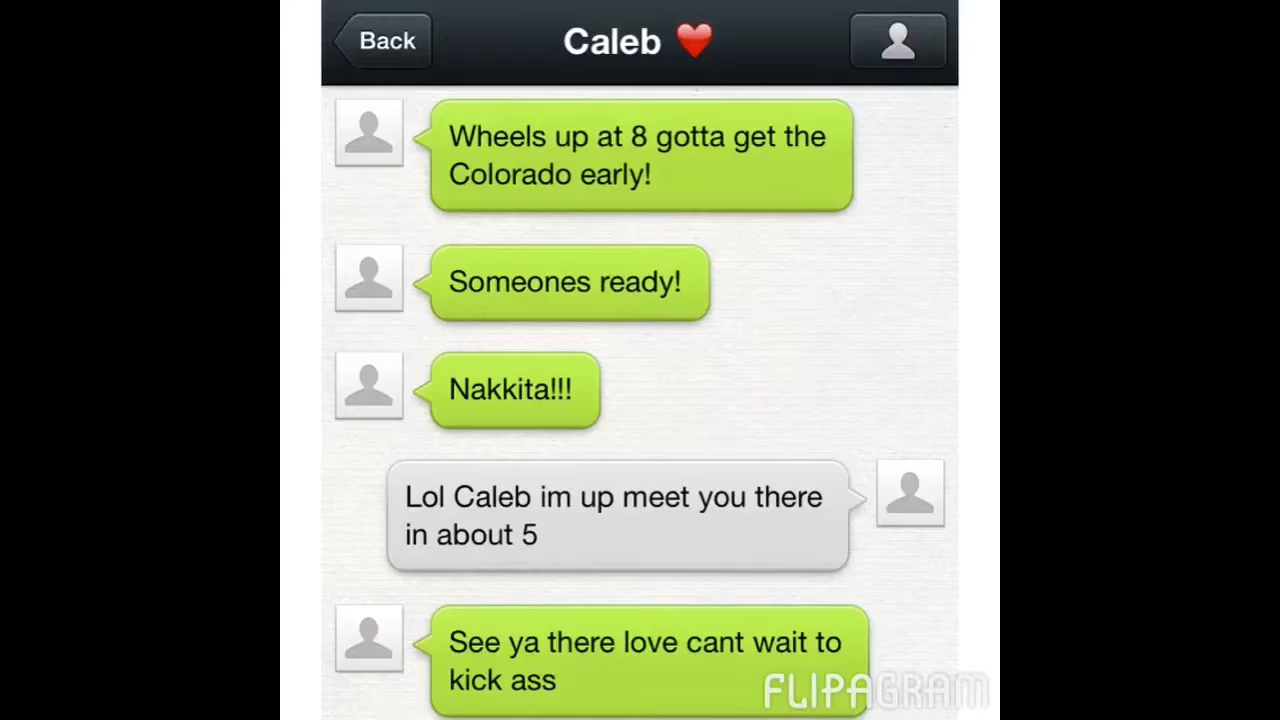 Back
Caleb ❤️
Wheels up at 8 gotta get the
Colorado early!
Someones ready!
Nakkita!!!
Lol Caleb im up meet you there
in about 5
See ya there love cant wait to
kick ass
FLIPAGRAM